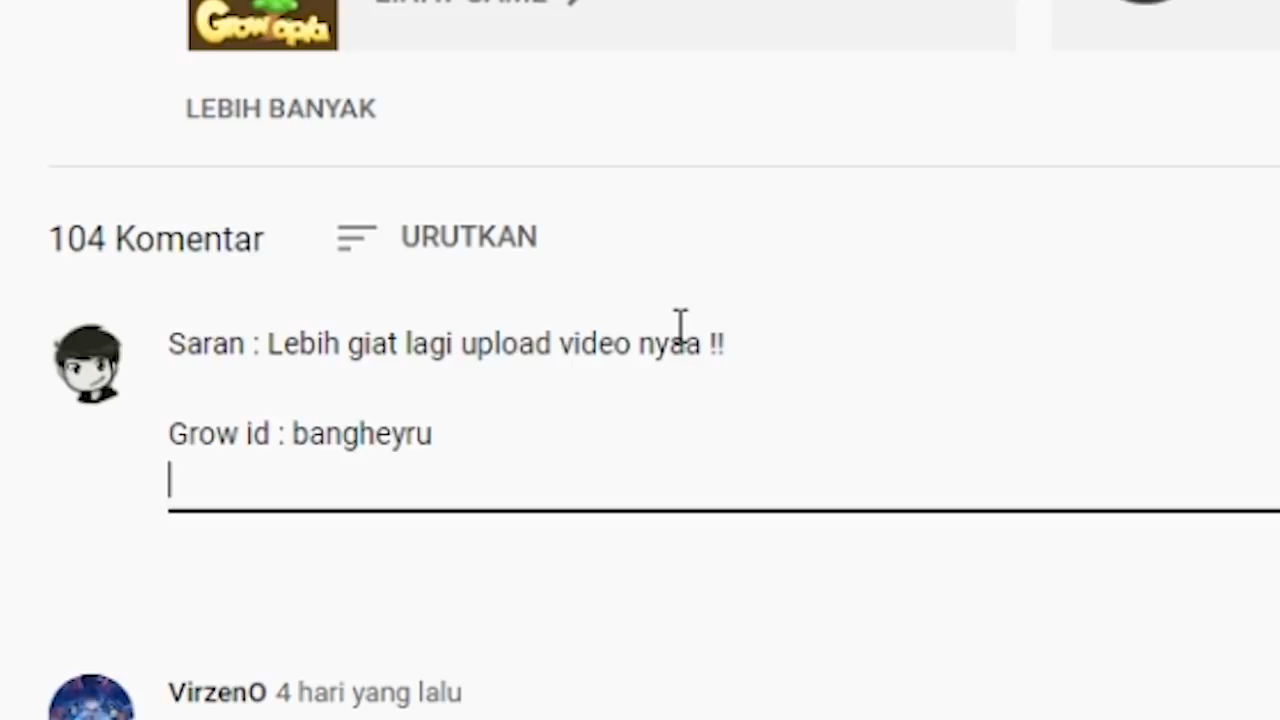 Growtopia
LEBIH BANYAK
104 Komentar
URUTKAN
Saran : Lebih giat lagi upload video nyaa !!
Grow id : bangheyru
VirzenO 4 hari yang lalu